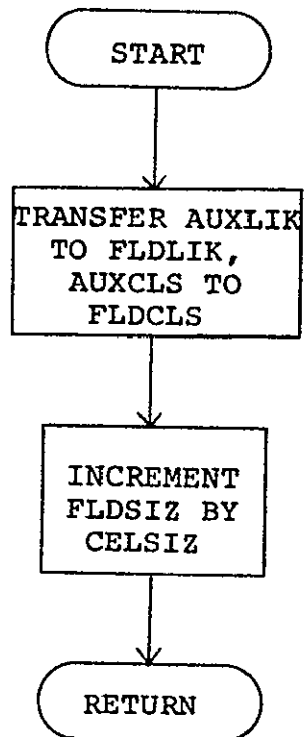 START
TRANSFER AUXLIK
TO FLDLIK,
AUXCLS TO
FLDCLS
INCREMENT
FLDSIZ BY
CELSIZ
RETURN